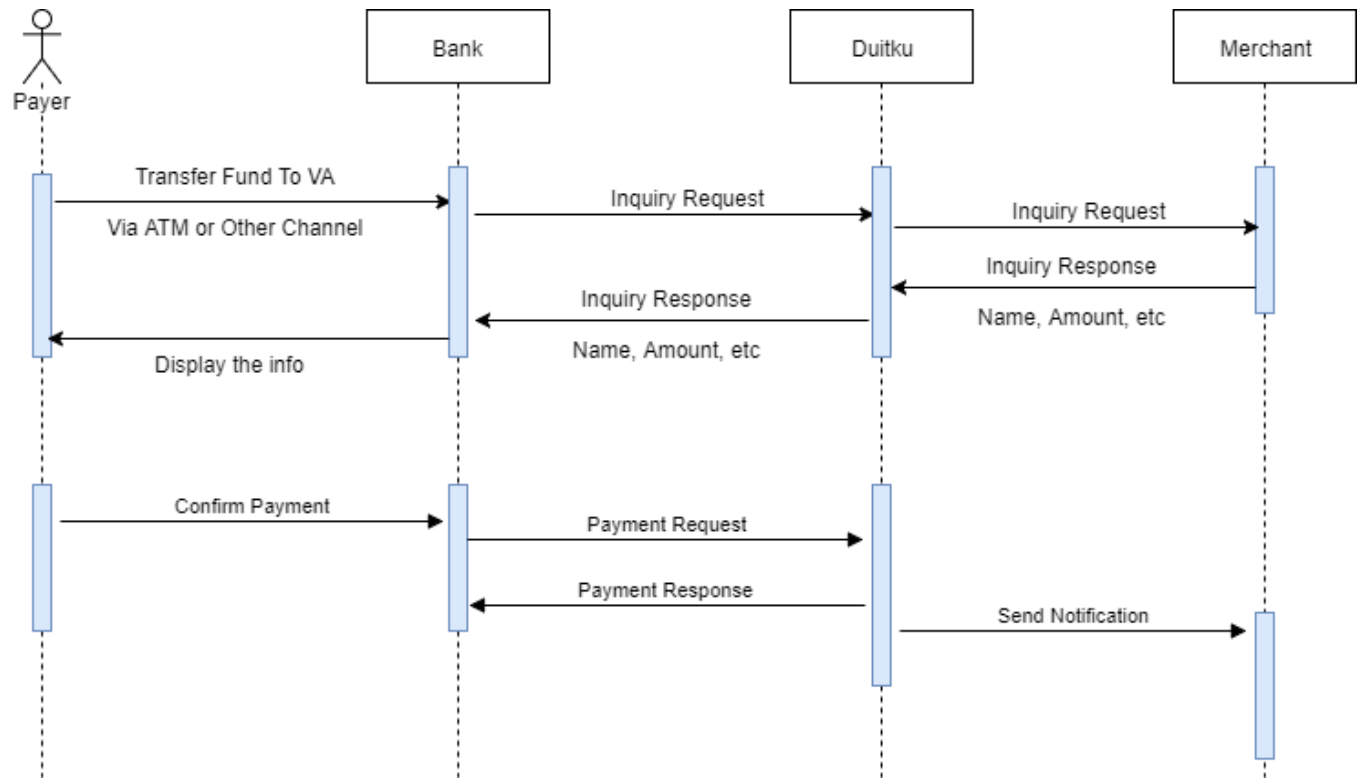 Payer
Bank
Duitku
Merchant
Transfer Fund To VA
Via ATM or Other Channel
Inquiry Request
Inquiry Request
Inquiry Response
Name, Amount, etc
Inquiry Response
Name, Amount, etc
Display the info
Confirm Payment
Payment Request
Payment Response
Send Notification